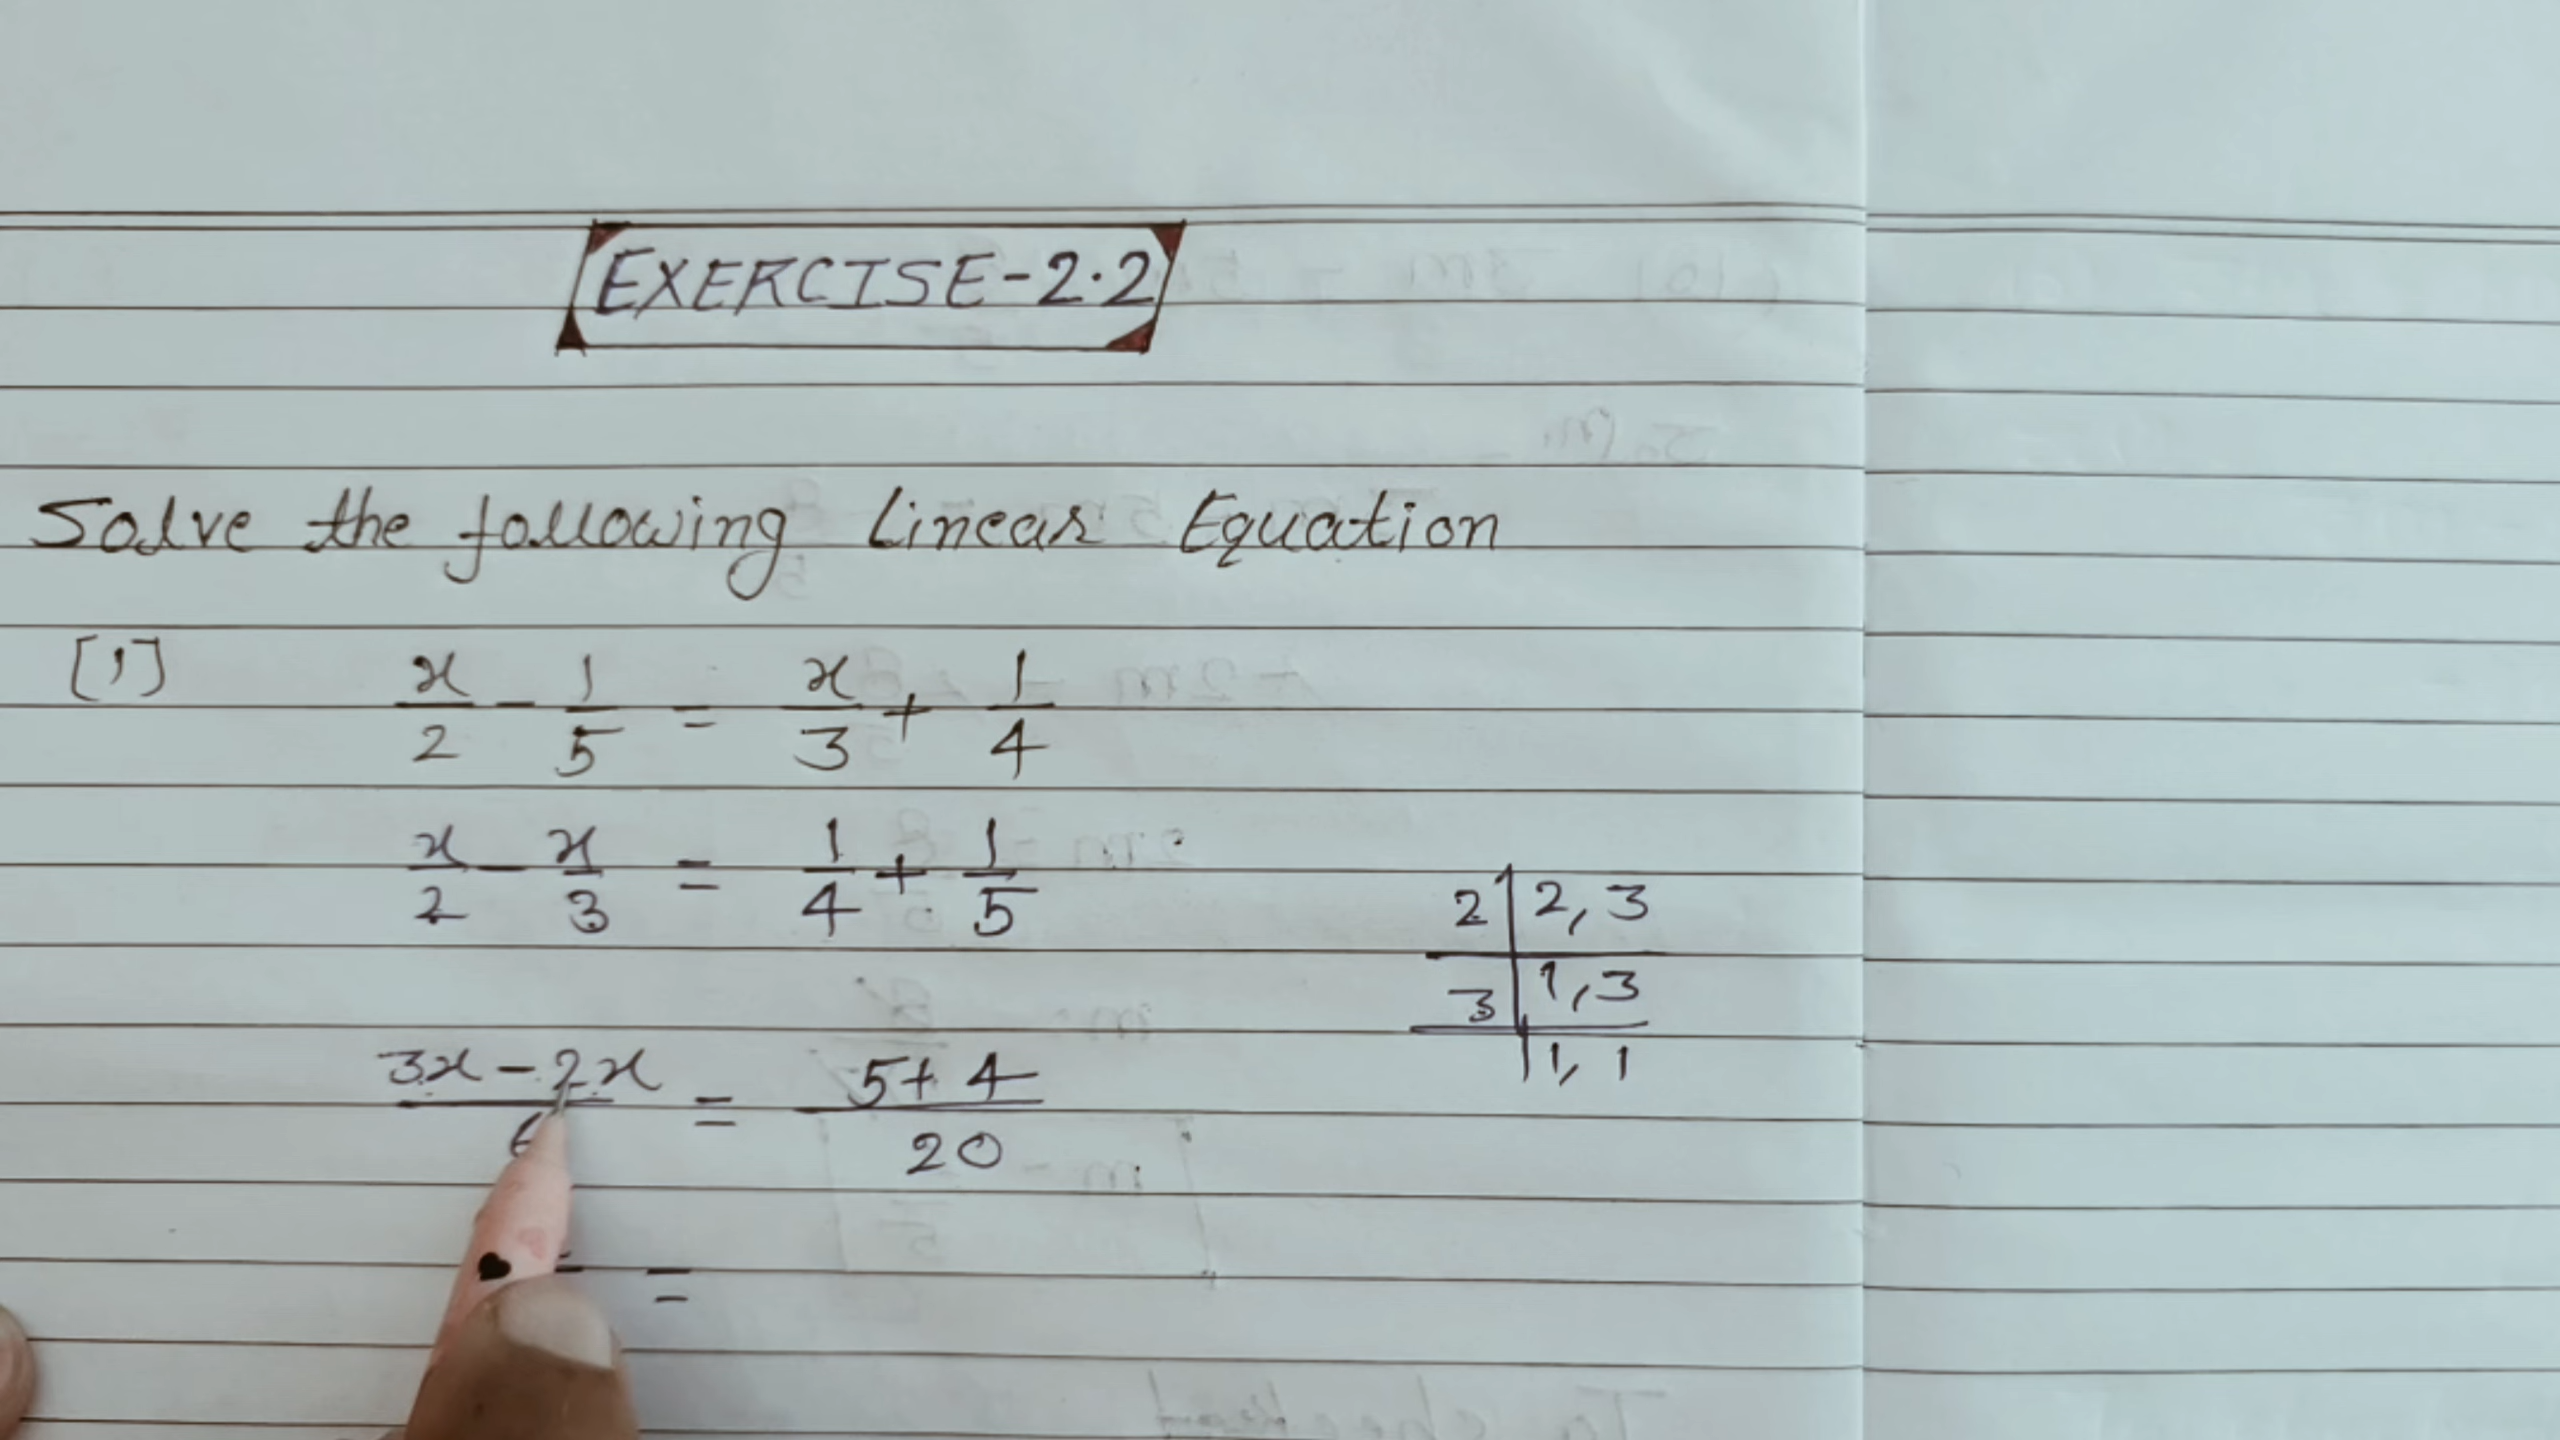 EXERCISE-2.2
Solve the following Linear Equation
[1] x/2 - 1/5 = x/3 + 1/4
x/2 - x/3 = 1/4 + 1/5
2 | 2, 3
3 | 1, 3
| 1, 1
3x - 2x / 6 = 5 + 4 / 20
=